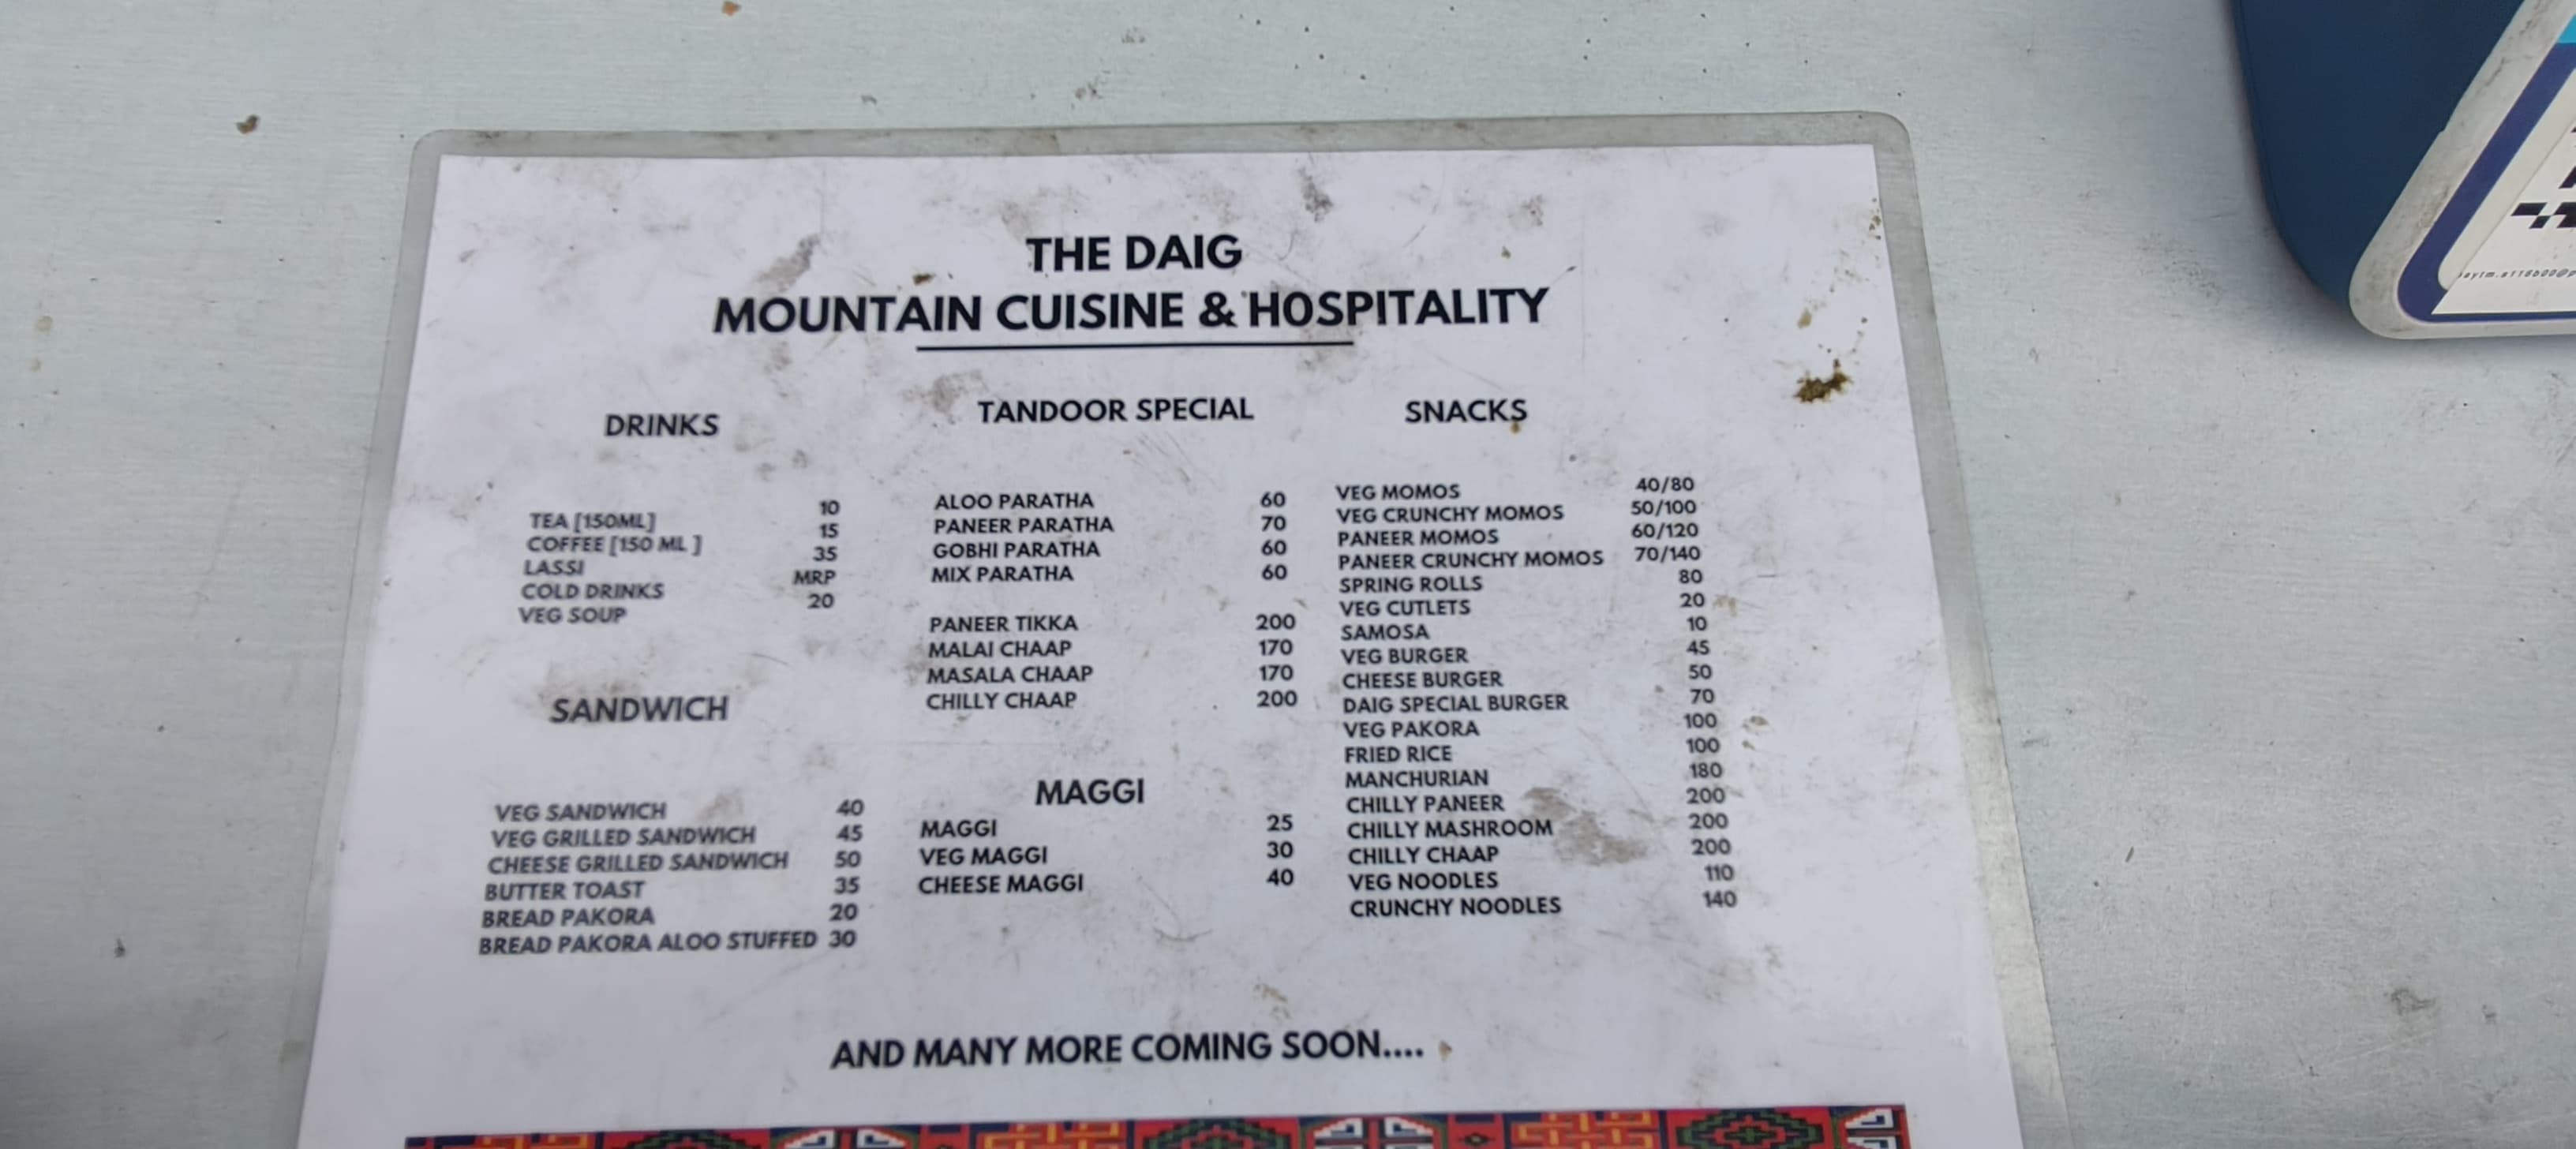 THE DAIG
MOUNTAIN CUISINE & HOSPITALITY
DRINKS
TEA [150ML] 10
COFFEE [150 ML ] 15
LASSI 35
COLD DRINKS MRP
VEG SOUP 20
SANDWICH
VEG SANDWICH 40
VEG GRILLED SANDWICH 45
CHEESE GRILLED SANDWICH 50
BUTTER TOAST 35
BREAD PAKORA 20
BREAD PAKORA ALOO STUFFED 30
TANDOOR SPECIAL
ALOO PARATHA 60
PANEER PARATHA 70
GOBHI PARATHA 60
MIX PARATHA 60
PANEER TIKKA 200
MALAI CHAAP 170
MASALA CHAAP 170
CHILLY CHAAP 200
MAGGI
MAGGI 25
VEG MAGGI 30
CHEESE MAGGI 40
SNACKS
VEG MOMOS 40/80
VEG CRUNCHY MOMOS 50/100
PANEER MOMOS 60/120
PANEER CRUNCHY MOMOS 70/140
SPRING ROLLS 80
VEG CUTLETS 20
SAMOSA 10
VEG BURGER 45
CHEESE BURGER 50
DAIG SPECIAL BURGER 70
VEG PAKORA 100
FRIED RICE 100
MANCHURIAN 180
CHILLY PANEER 200
CHILLY MASHROOM 200
CHILLY CHAAP 200
VEG NOODLES 110
CRUNCHY NOODLES 140
AND MANY MORE COMING SOON....